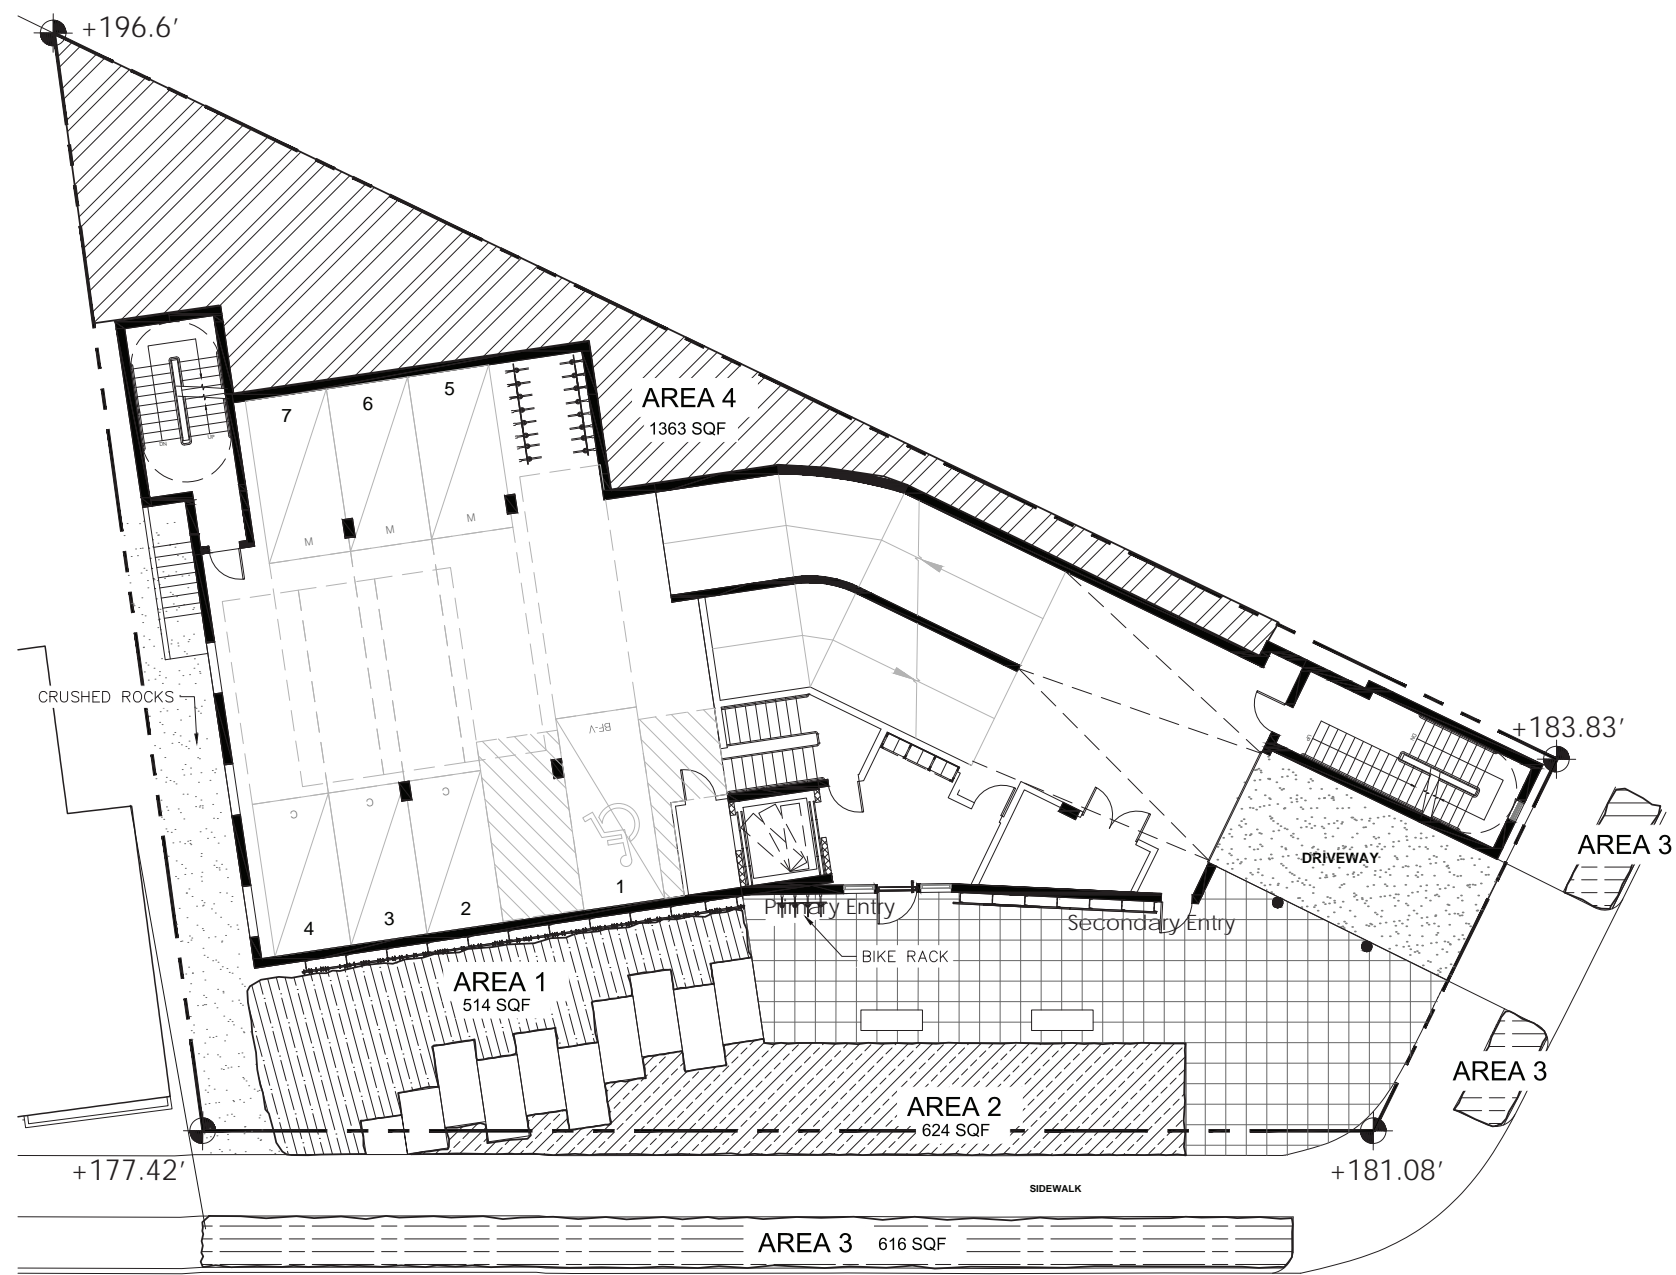 +196.6'
AREA 4
1363 SQF
7
6
5
DN
UP
M
M
M
CRUSHED ROCKS
BF-V
+183.83'
C
C
C
AREA 3
DRIVEWAY
1
2
3
4
Primary Entry
Secondary Entry
BIKE RACK
AREA 1
514 SQF
AREA 3
AREA 2
624 SQF
+177.42'
+181.08'
SIDEWALK
AREA 3 616 SQF